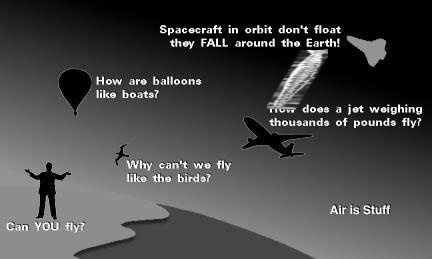 Spacecraft in orbit don't float
they FALL around the Earth!
How are balloons
like boats?
How does a jet weighing
thousands of pounds fly?
Why can't we fly
like the birds?
Air is Stuff
Can YOU fly?